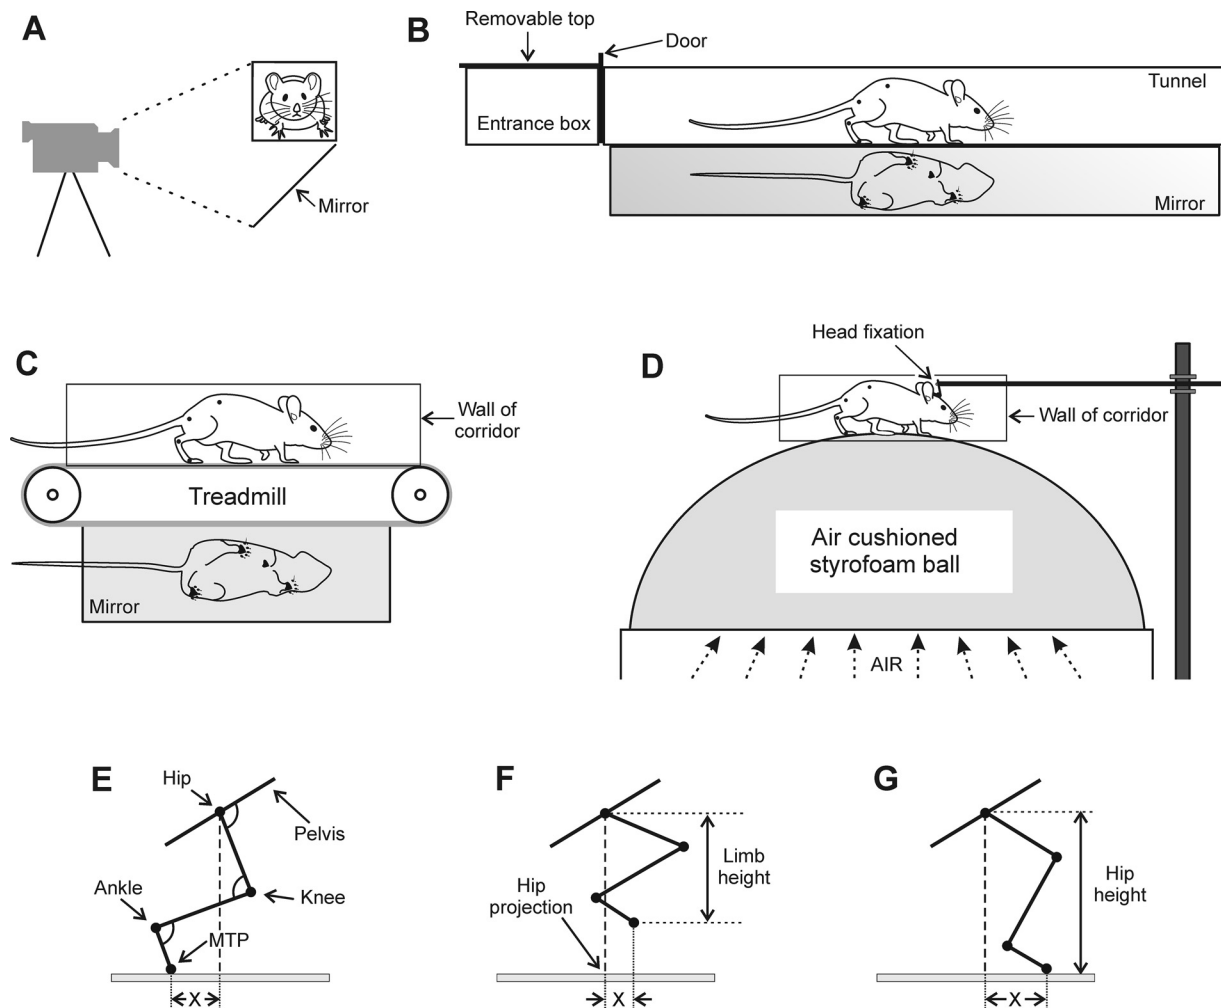 A
Mirror
B
Removable top
Door
Entrance box
Tunnel
Mirror
C
Wall of
corridor
Treadmill
Mirror
D
Head fixation
Wall of corridor
Air cushioned
styrofoam ball
AIR
E
Hip
Pelvis
Ankle
Knee
MTP
X
F
Limb
height
Hip
projection
X
G
Hip
height
X